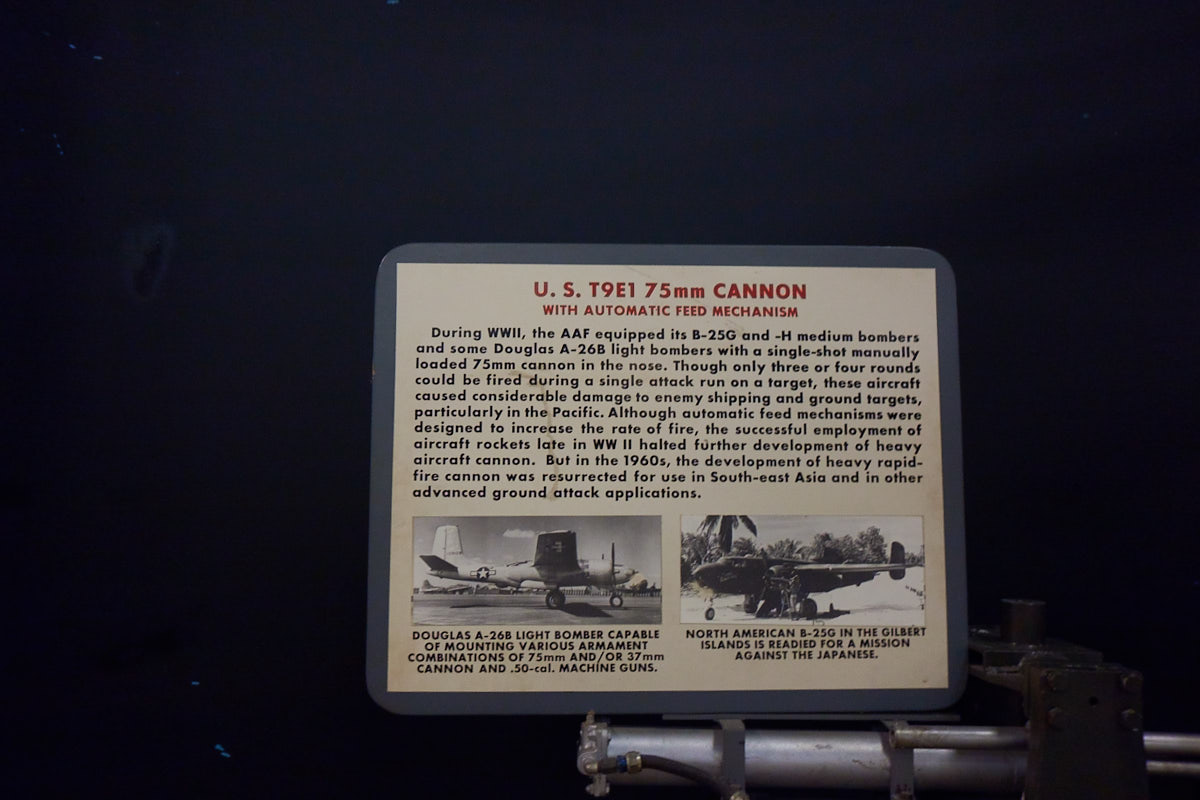 U. S. T9E1 75mm CANNON
WITH AUTOMATIC FEED MECHANISM
During WWII, the AAF equipped its B-25G and -H medium bombers
and some Douglas A-26B light bombers with a single-shot manually
loaded 75mm cannon in the nose. Though only three or four rounds
could be fired during a single attack run on a target, these aircraft
caused considerable damage to enemy shipping and ground targets,
particularly in the Pacific. Although automatic feed mechanisms were
designed to increase the rate of fire, the successful employment of
aircraft rockets late in WW II halted further development of heavy
aircraft cannon. But in the 1960s, the development of heavy rapid-
fire cannon was resurrected for use in South-east Asia and in other
advanced ground attack applications.
DOUGLAS A-26B LIGHT BOMBER CAPABLE
OF MOUNTING VARIOUS ARMAMENT
COMBINATIONS OF 75mm AND/OR 37mm
CANNON AND .50-cal. MACHINE GUNS.
NORTH AMERICAN B-25G IN THE GILBERT
ISLANDS IS READIED FOR A MISSION
AGAINST THE JAPANESE.